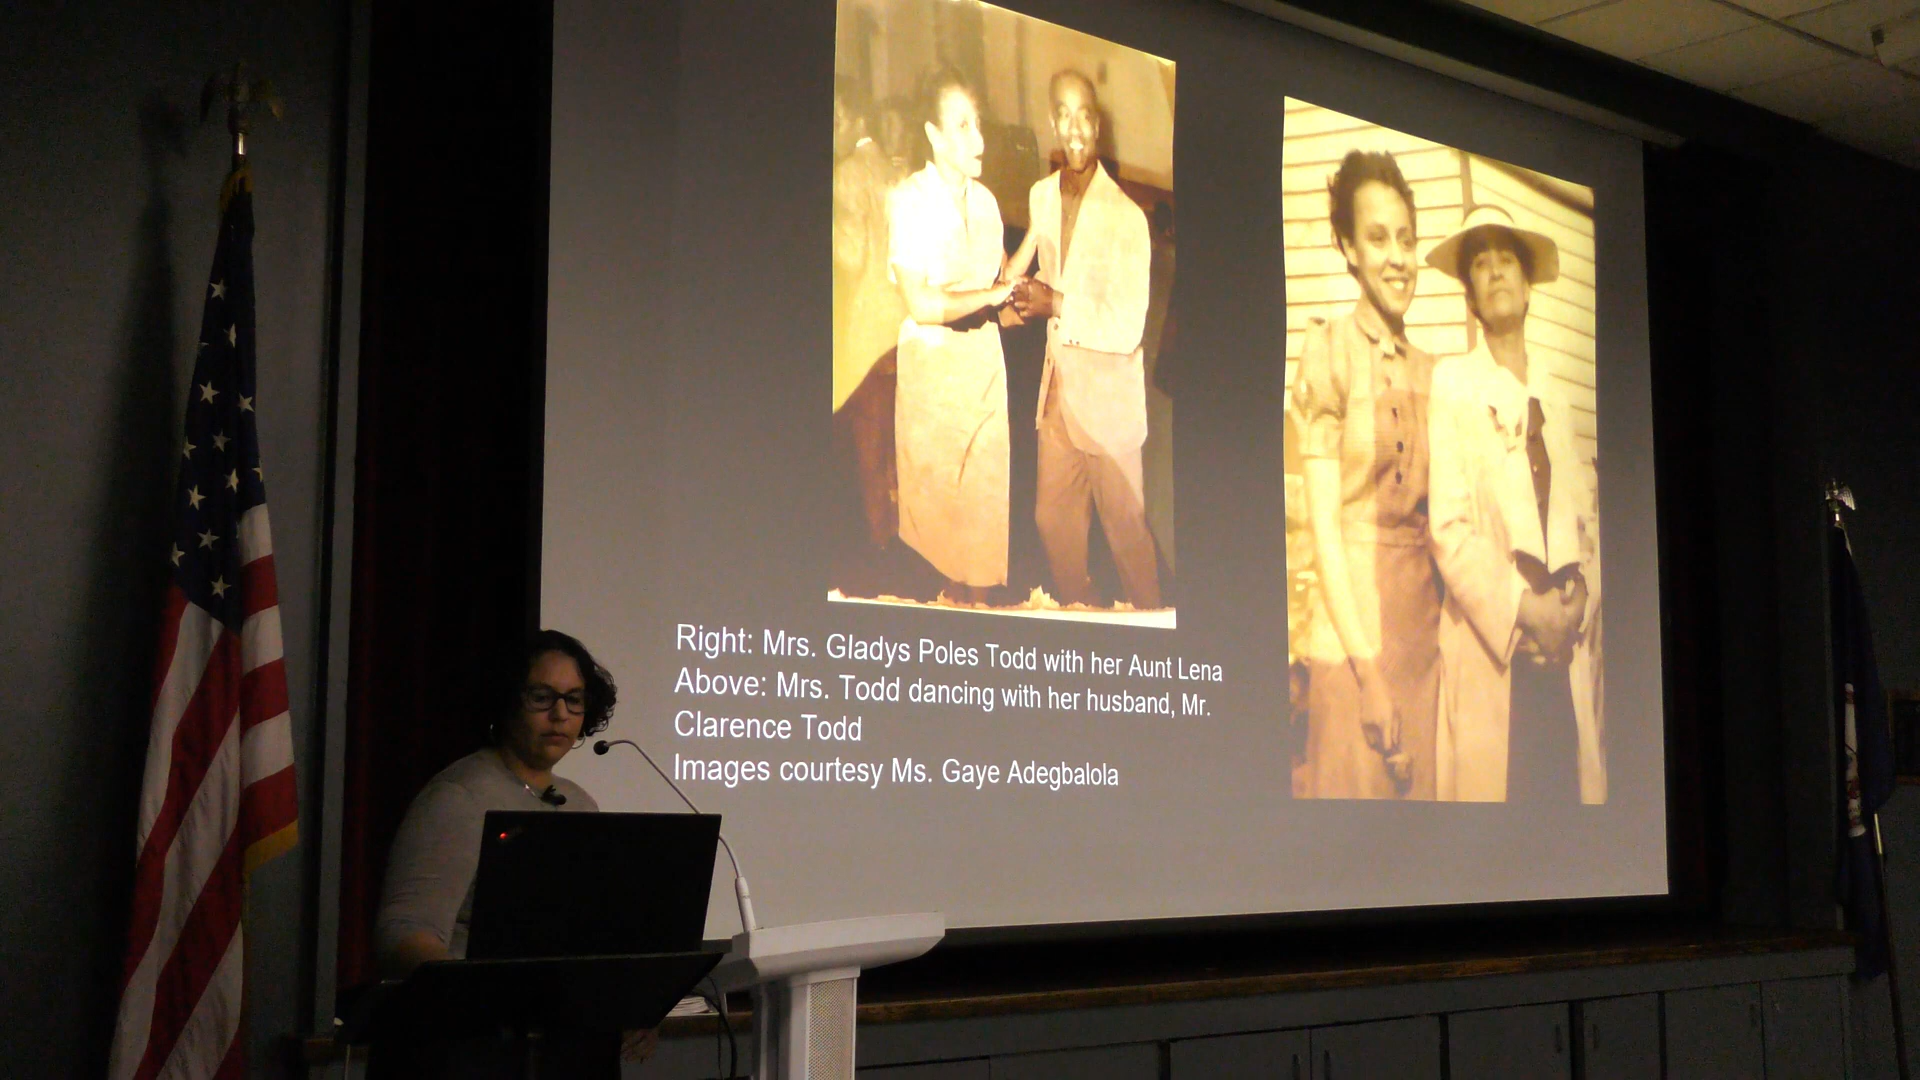 Right: Mrs. Gladys Poles Todd with her Aunt Lena
Above: Mrs. Todd dancing with her husband, Mr.
Clarence Todd
Images courtesy Ms. Gaye Adegbalola